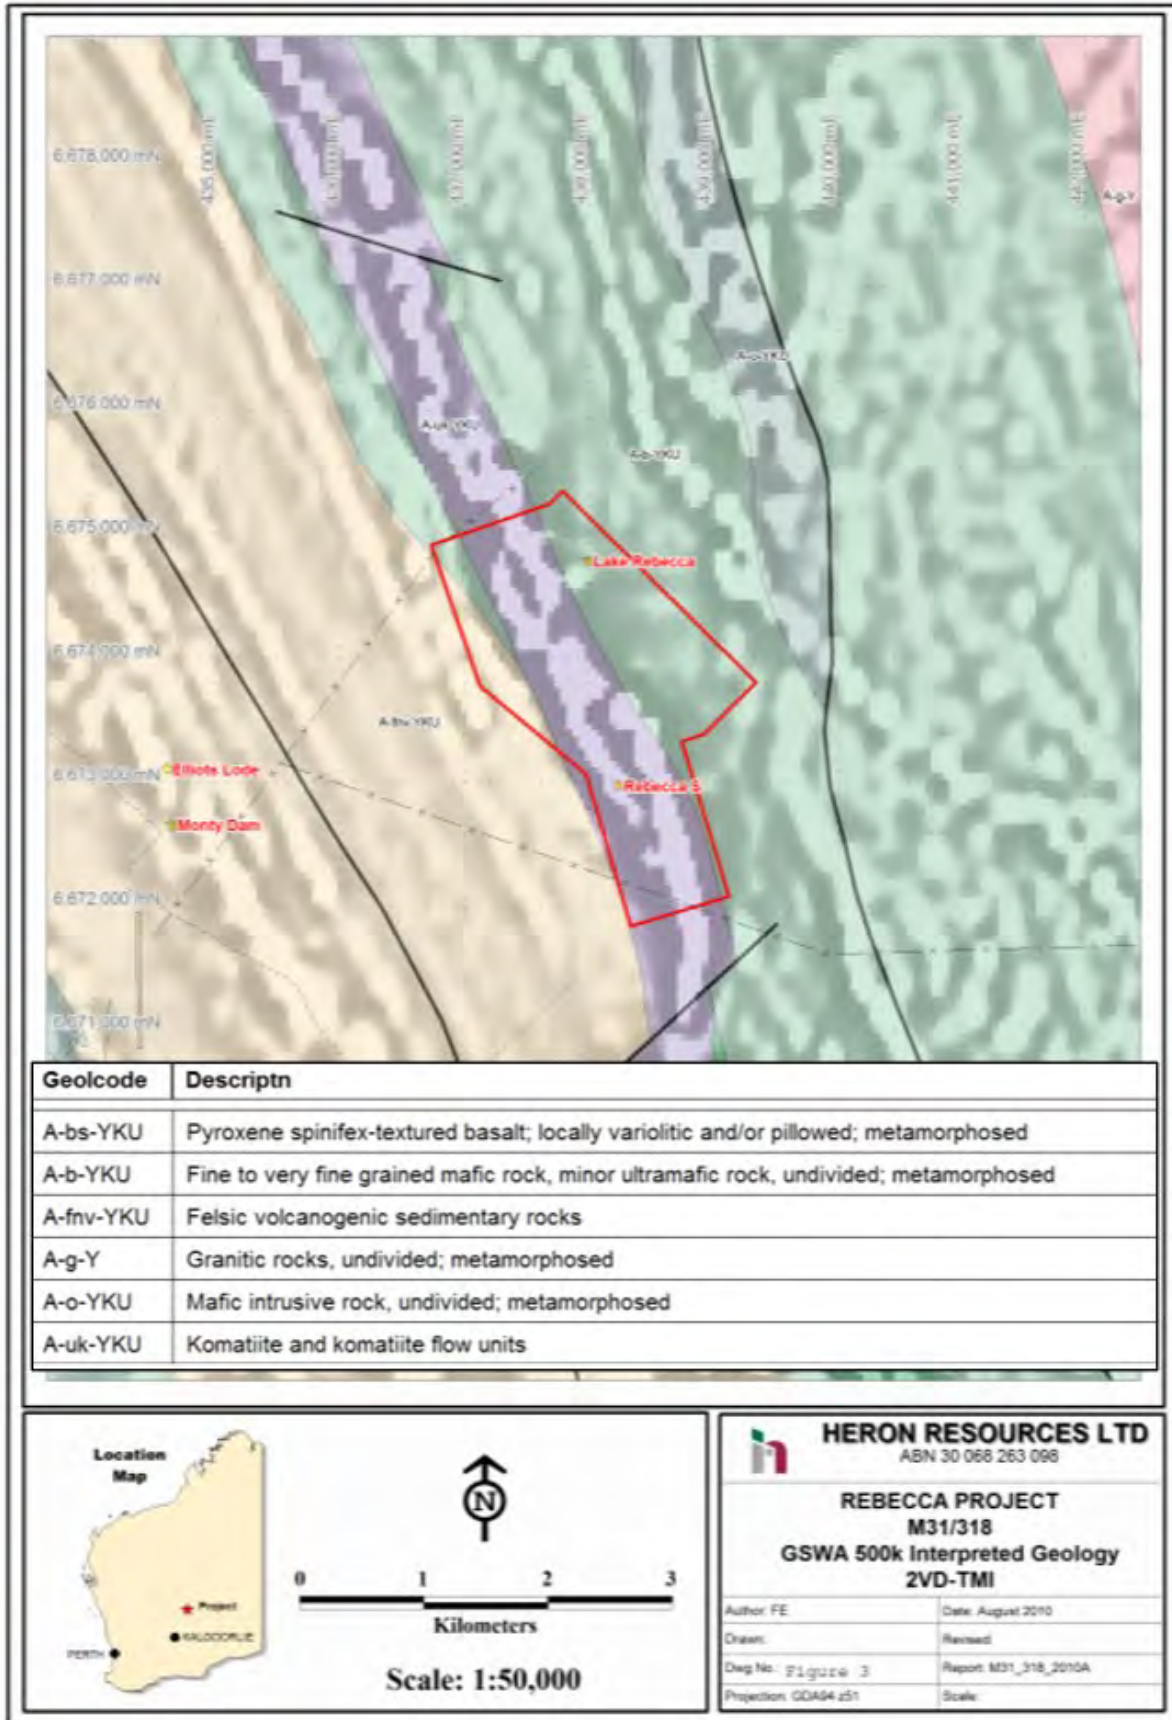 435,000 mE
436,000 mE
437,000 mE
438,000 mE
439,000 mE
440,000 mE
441,000 mE
442,000 mE
6,678,000 mN
A-g-Y
6,677,000 mN
A-o-YKU
6,676,000 mN
A-uk-YKU
A-b-YKU
6,675,000 mN
Lake Rebecca
6,674,000 mN
A-fnv-YKU
6,673,000 mN
Elliots Lode
Rebecca S
Monty Dam
6,672,000 mN
6,671,000 mN
Geolcode Descriptn
A-bs-YKU Pyroxene spinifex-textured basalt; locally variolitic and/or pillowed; metamorphosed
A-b-YKU Fine to very fine grained mafic rock, minor ultramafic rock, undivided; metamorphosed
A-fnv-YKU Felsic volcanogenic sedimentary rocks
A-g-Y Granitic rocks, undivided; metamorphosed
A-o-YKU Mafic intrusive rock, undivided; metamorphosed
A-uk-YKU Komatiite and komatiite flow units
Location
Map
Project
KALGOORLIE
PERTH
N
0 1 2 3
Kilometers
Scale: 1:50,000
HERON RESOURCES LTD
ABN 30 068 263 098
REBECCA PROJECT
M31/318
GSWA 500k Interpreted Geology
2VD-TMI
Author: FE Date: August 2010
Drawn: Revised:
Dwg No.: Figure 3 Report: M31_318_2010A
Projection: GDA94 z51 Scale: